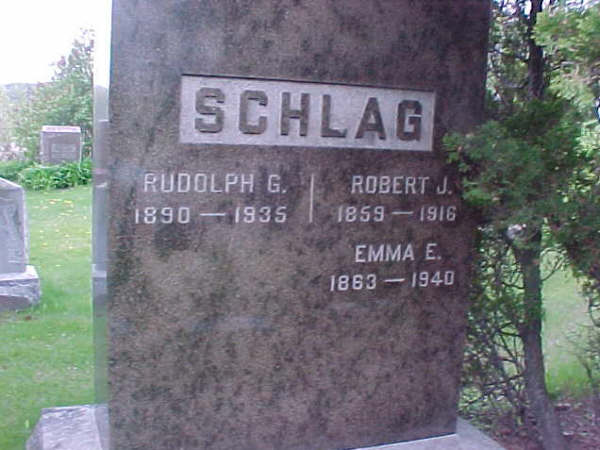 SCHLAG
RUDOLPH G.
1890 — 1935
ROBERT J.
1859 — 1916
EMMA E.
1863 — 1940